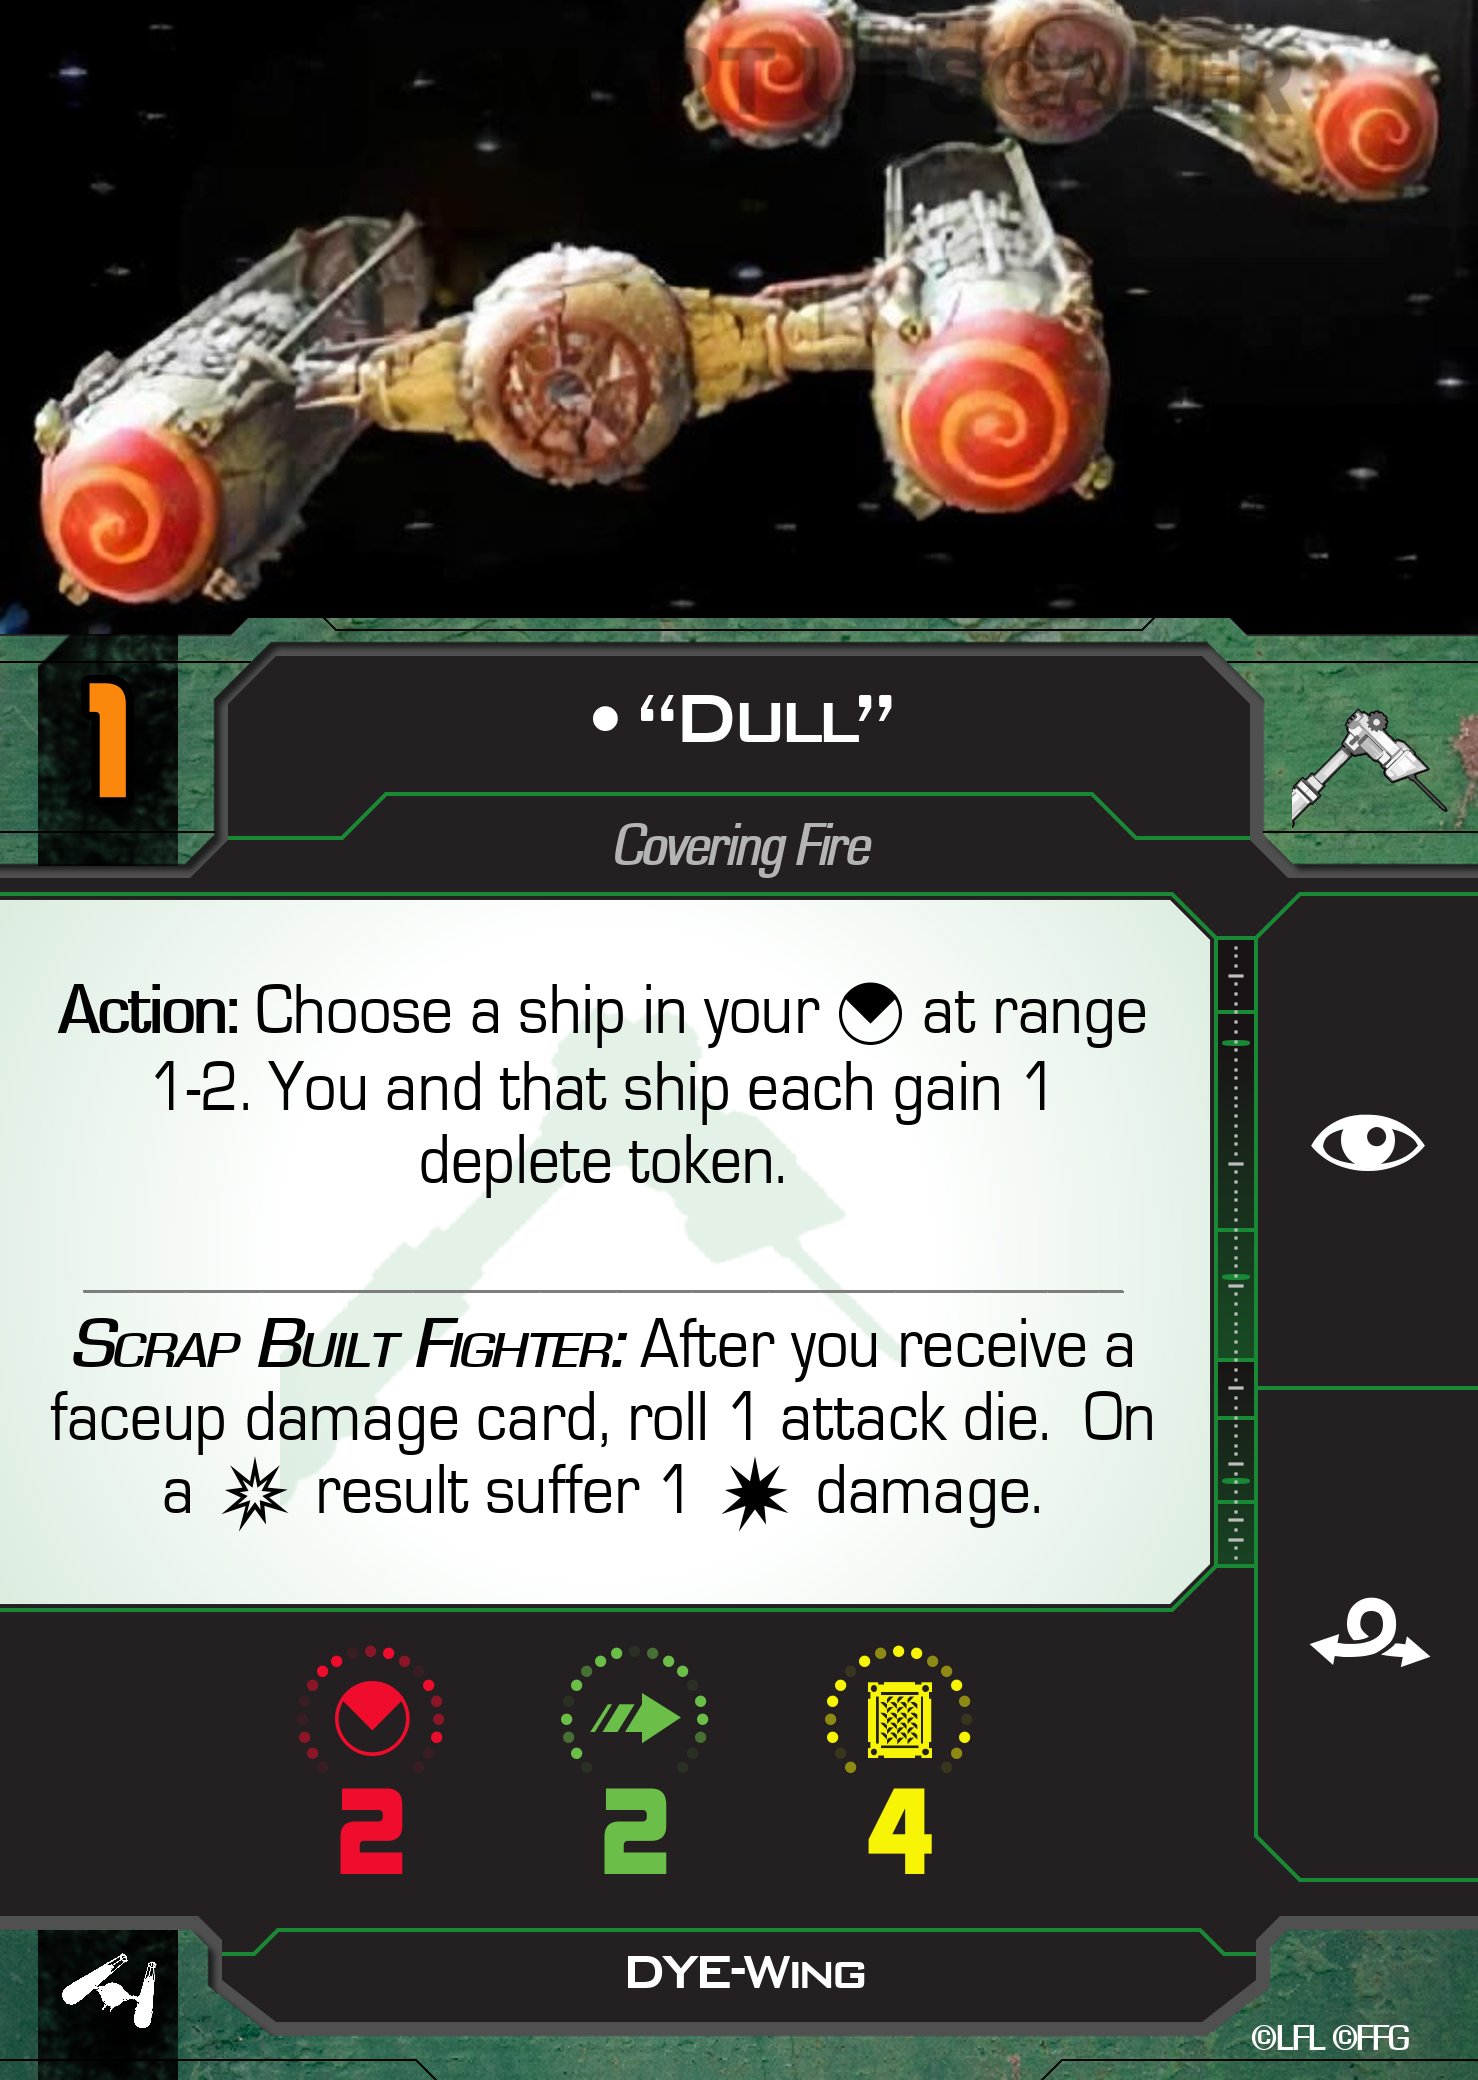 SMART UPSCALER
1
• “DULL”
Covering Fire
Action: Choose a ship in your at range
1-2. You and that ship each gain 1
deplete token.
SCRAP BUILT FIGHTER: After you receive a
faceup damage card, roll 1 attack die. On
a result suffer 1 damage.
2 2 4
DYE-WING
©LFL ©FFG